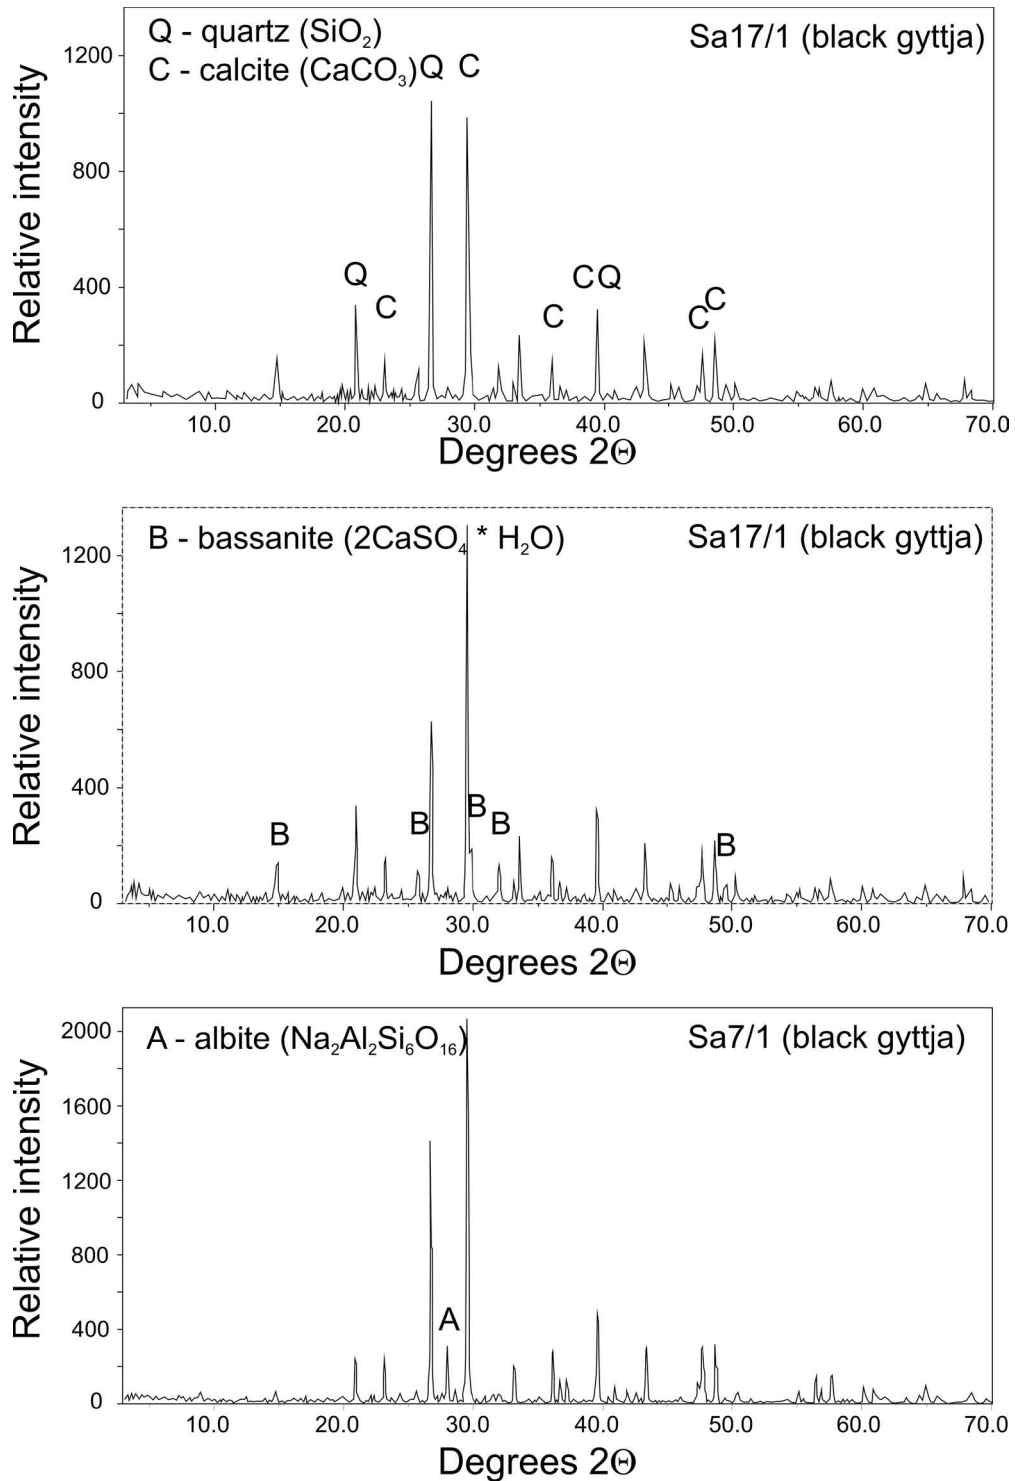 Q - quartz (SiO₂)
Sa17/1 (black gyttja)
C - calcite (CaCO₃)
Q C
1200
800
400
0
Q C C C Q C C
10.0 20.0 30.0 40.0 50.0 60.0 70.0
Degrees 2Θ
Relative intensity
B - bassanite (2CaSO₄ * H₂O)
Sa17/1 (black gyttja)
1200
800
400
0
B B B B B
10.0 20.0 30.0 40.0 50.0 60.0 70.0
Degrees 2Θ
Relative intensity
A - albite (Na₂Al₂Si₆O₁₆)
Sa7/1 (black gyttja)
2000
1600
1200
800
400
0
A
10.0 20.0 30.0 40.0 50.0 60.0 70.0
Degrees 2Θ
Relative intensity